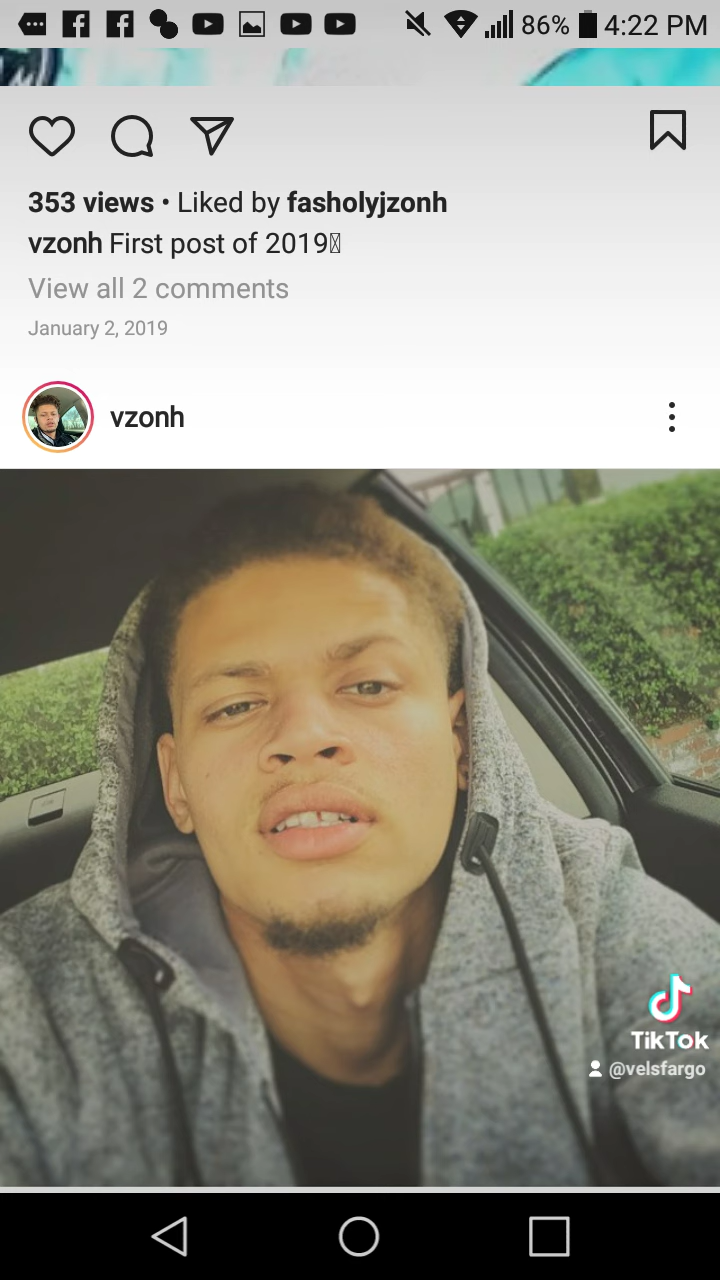 86% 4:22 PM
353 views • Liked by fasholyjzonh
vzonh First post of 2019
View all 2 comments
January 2, 2019
vzonh
TikTok
@velsfargo